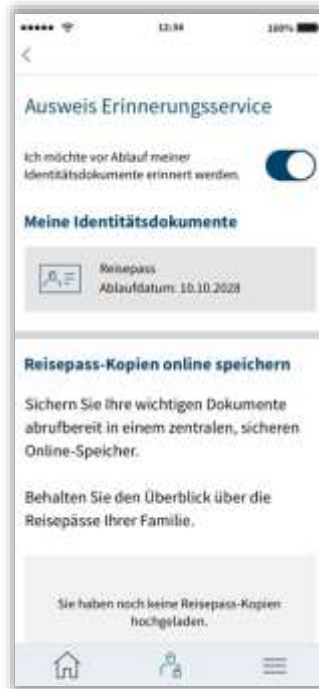 12:34
100%
Ausweis Erinnerungsservice
Ich möchte vor Ablauf meiner
Identitätsdokumente erinnert werden.
Meine Identitätsdokumente
Reisepass
Ablaufdatum: 10.10.2028
Reisepass-Kopien online speichern
Sichern Sie Ihre wichtigen Dokumente
abrufbereit in einem zentralen, sicheren
Online-Speicher.
Behalten Sie den Überblick über die
Reisepässe Ihrer Familie.
Sie haben noch keine Reisepass-Kopien
hochgeladen.